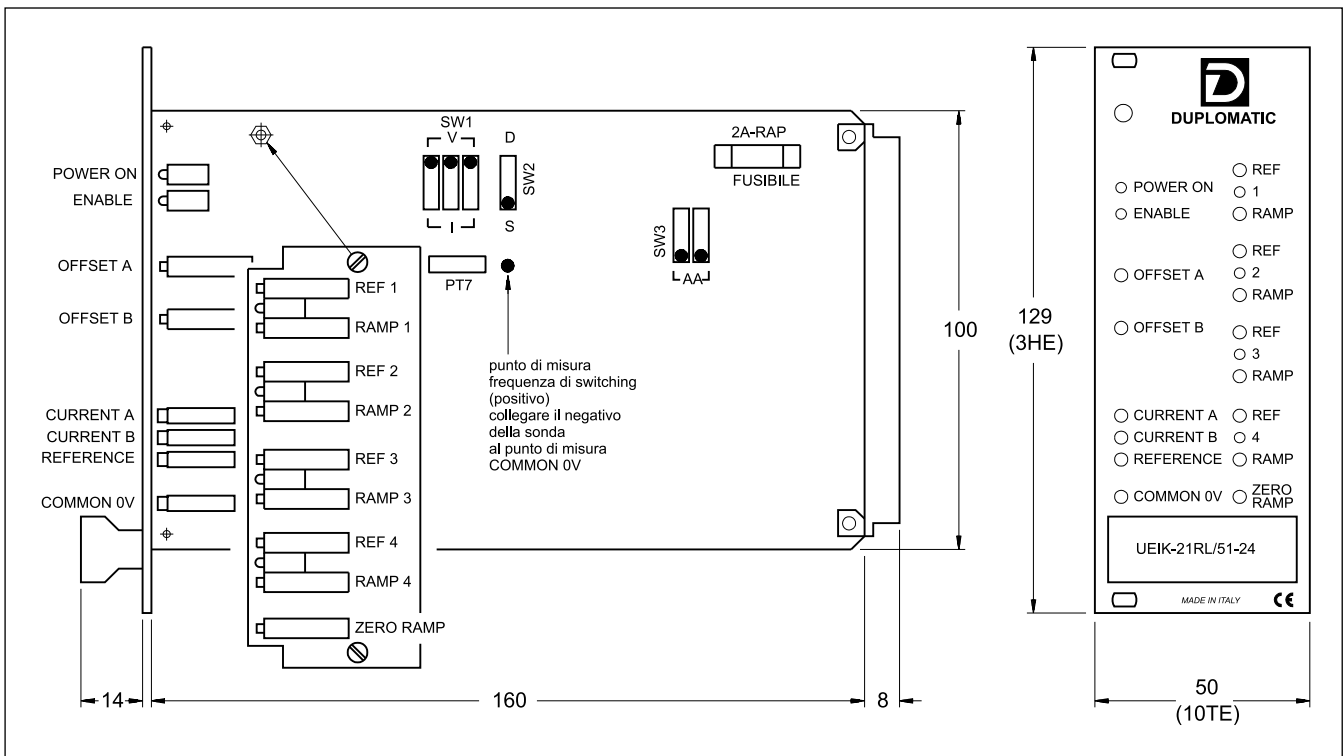 POWER ON
ENABLE
OFFSET A
OFFSET B
CURRENT A
CURRENT B
REFERENCE
COMMON 0V
SW1
V
I
D
SW2
S
PT7
2A-RAP
FUSIBILE
SW3
AA
REF 1
RAMP 1
REF 2
RAMP 2
REF 3
RAMP 3
REF 4
RAMP 4
ZERO RAMP
punto di misura
frequenza di switching
(positivo)
collegare il negativo
della sonda
al punto di misura
COMMON 0V
14
160
8
100
129
(3HE)
D
DUPLOMATIC
POWER ON
ENABLE
OFFSET A
OFFSET B
CURRENT A
CURRENT B
REFERENCE
COMMON 0V
REF
1
RAMP
REF
2
RAMP
REF
3
RAMP
REF
4
RAMP
ZERO
RAMP
UEIK-21RL/51-24
MADE IN ITALY
CE
50
(10TE)